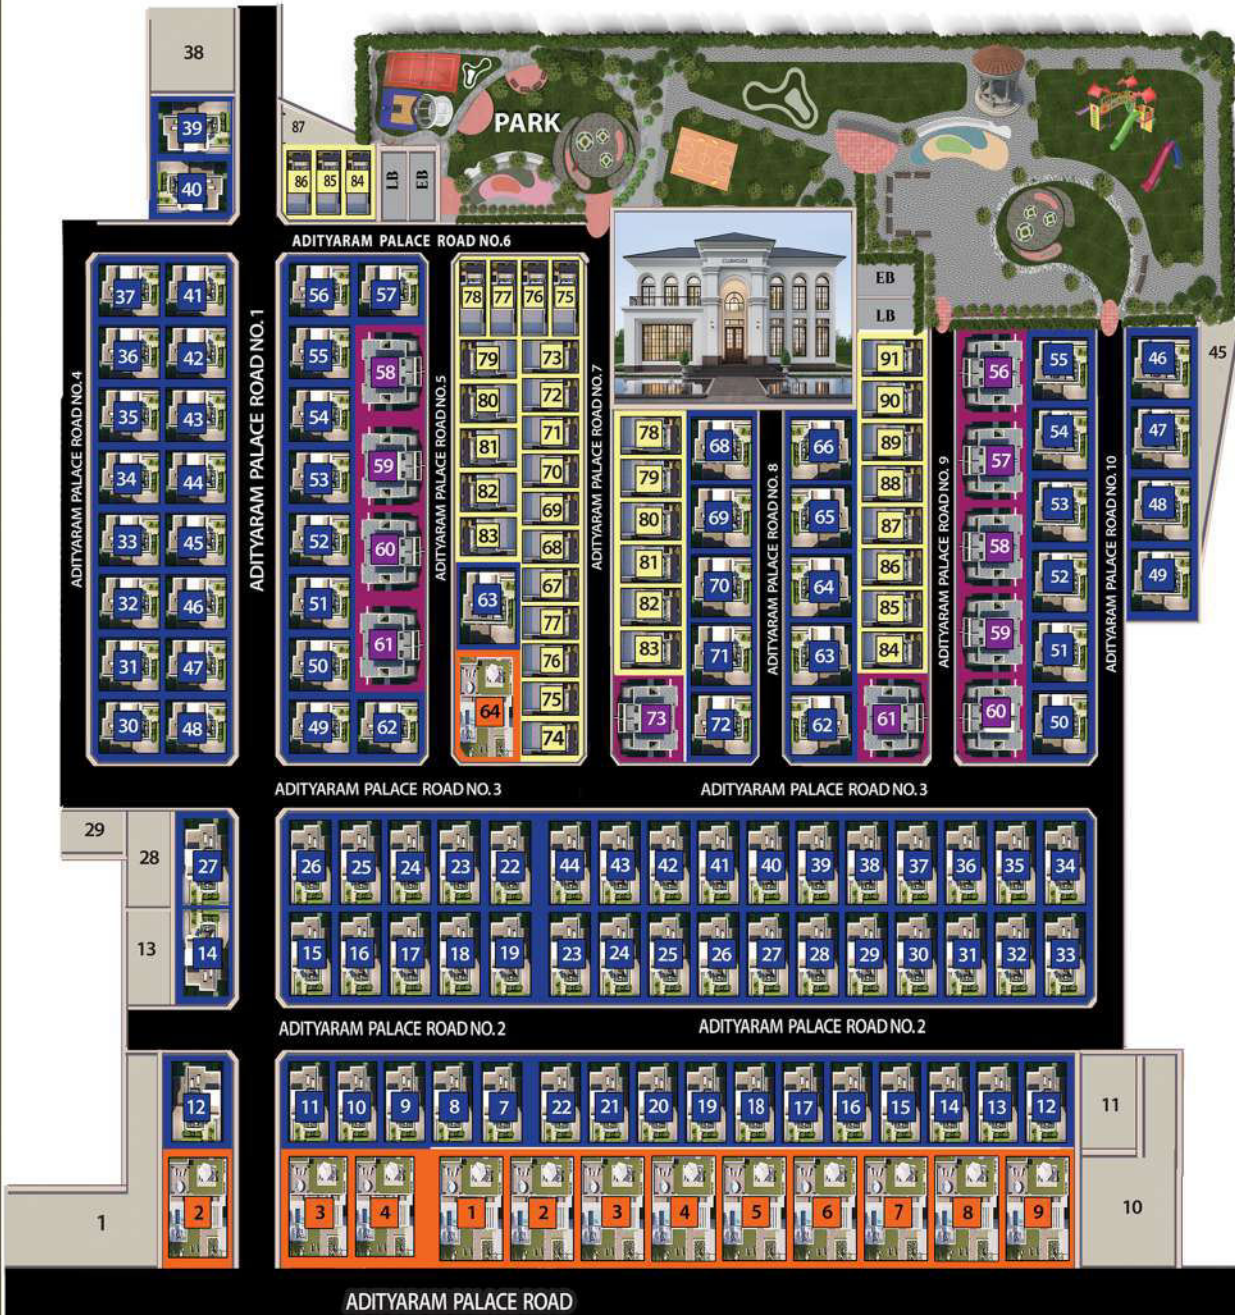 38
39
40
87
86 85 84 LB EB
PARK
ADITYARAM PALACE ROAD NO.6
CLUBHOUSE
EB
LB
37 41
36 42
35 43
34 44
33 45
32 46
31 47
30 48
ADITYARAM PALACE ROAD NO.4
ADITYARAM PALACE ROAD NO.1
56 57
55 58
54
53 59
52 60
51
50 61
49 62
ADITYARAM PALACE ROAD NO.5
78 77 76 75
79 73
80 72
81 71
82 70
83 69
68
63 67
77
76
64 75
74
ADITYARAM PALACE ROAD NO.7
78 68
79
80 69
81 70
82
83 71
73 72
ADITYARAM PALACE ROAD NO. 8
66 91
90
65 89
88
64 87
86
63 85
84
62 61
ADITYARAM PALACE ROAD NO. 9
56 55
57 54
58 53
52
59 51
60 50
ADITYARAM PALACE ROAD NO. 10
46 45
47
48
49
ADITYARAM PALACE ROAD NO.3 ADITYARAM PALACE ROAD NO.3
29
28 27
13 14
26 25 24 23 22 44 43 42 41 40 39 38 37 36 35 34
15 16 17 18 19 23 24 25 26 27 28 29 30 31 32 33
ADITYARAM PALACE ROAD NO.2 ADITYARAM PALACE ROAD NO.2
12 11 10 9 8 7 22 21 20 19 18 17 16 15 14 13 12 11
1 2 3 4 1 2 3 4 5 6 7 8 9 10
ADITYARAM PALACE ROAD